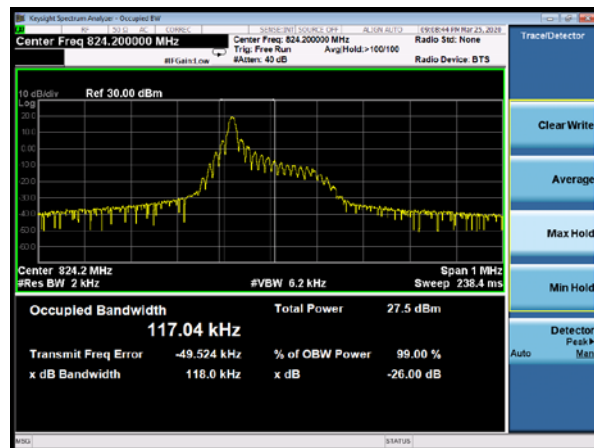 Keysight Spectrum Analyzer - Occupied BW
RF 50 Ω AC CORREC SENSE:INT SOURCE OFF ALIGN AUTO 09:08:44 PM Mar 25, 2020
Center Freq 824.200000 MHz
Center Freq: 824.200000 MHz
Radio Std: None
Trig: Free Run Avg|Hold:>100/100
#IFGain:Low #Atten: 40 dB Radio Device: BTS
Trace/Detector
10 dB/div Ref 30.00 dBm
Log
20.0
10.0
0.00
-10.0
-20.0
-30.0
-40.0
-50.0
-60.0
Center 824.2 MHz Span 1 MHz
#Res BW 2 kHz #VBW 6.2 kHz Sweep 238.4 ms
Occupied Bandwidth Total Power 27.5 dBm
117.04 kHz
Transmit Freq Error -49.524 kHz % of OBW Power 99.00 %
x dB Bandwidth 118.0 kHz x dB -26.00 dB
Clear Write
Average
Max Hold
Min Hold
Detector
Peak
Auto Man
MSG STATUS